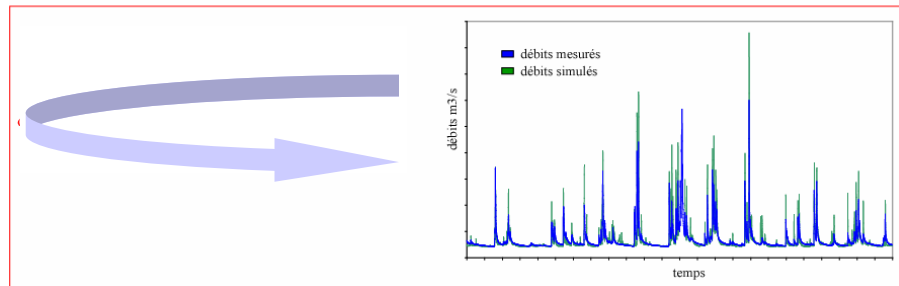 débits mesurés
débits simulés
débits m3/s
temps